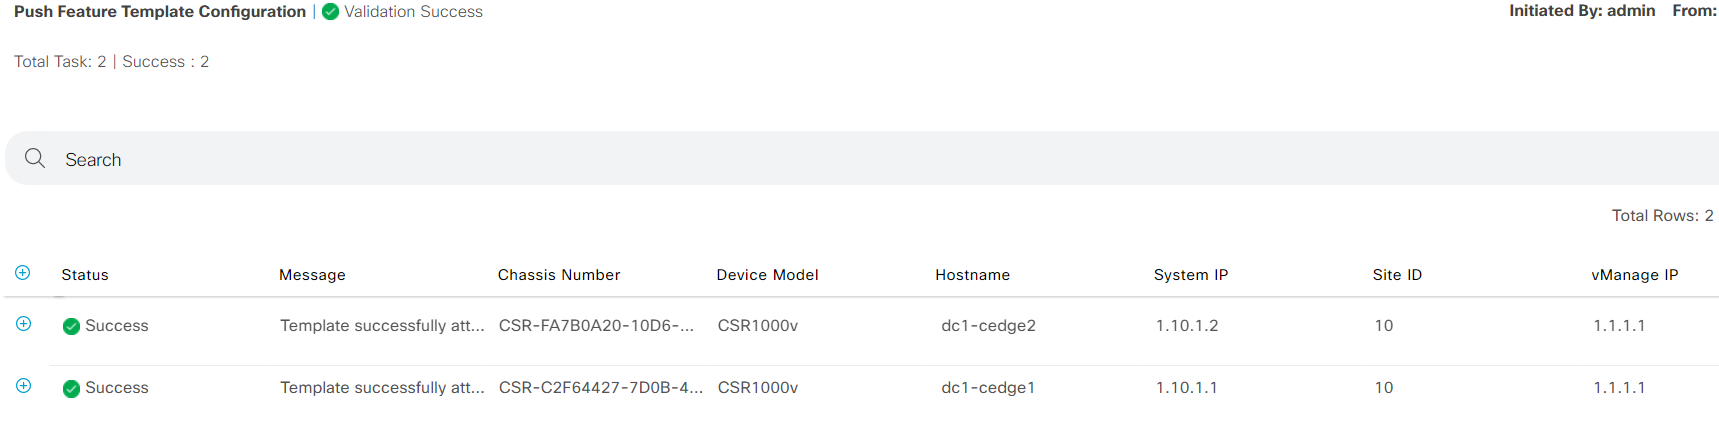 Push Feature Template Configuration | Validation Success
Initiated By: admin From:
Total Task: 2 | Success : 2
Search
Total Rows: 2
Status Message Chassis Number Device Model Hostname System IP Site ID vManage IP
Success Template successfully att... CSR-FA7B0A20-10D6-... CSR1000v dc1-cedge2 1.10.1.2 10 1.1.1.1
Success Template successfully att... CSR-C2F64427-7D0B-4... CSR1000v dc1-cedge1 1.10.1.1 10 1.1.1.1